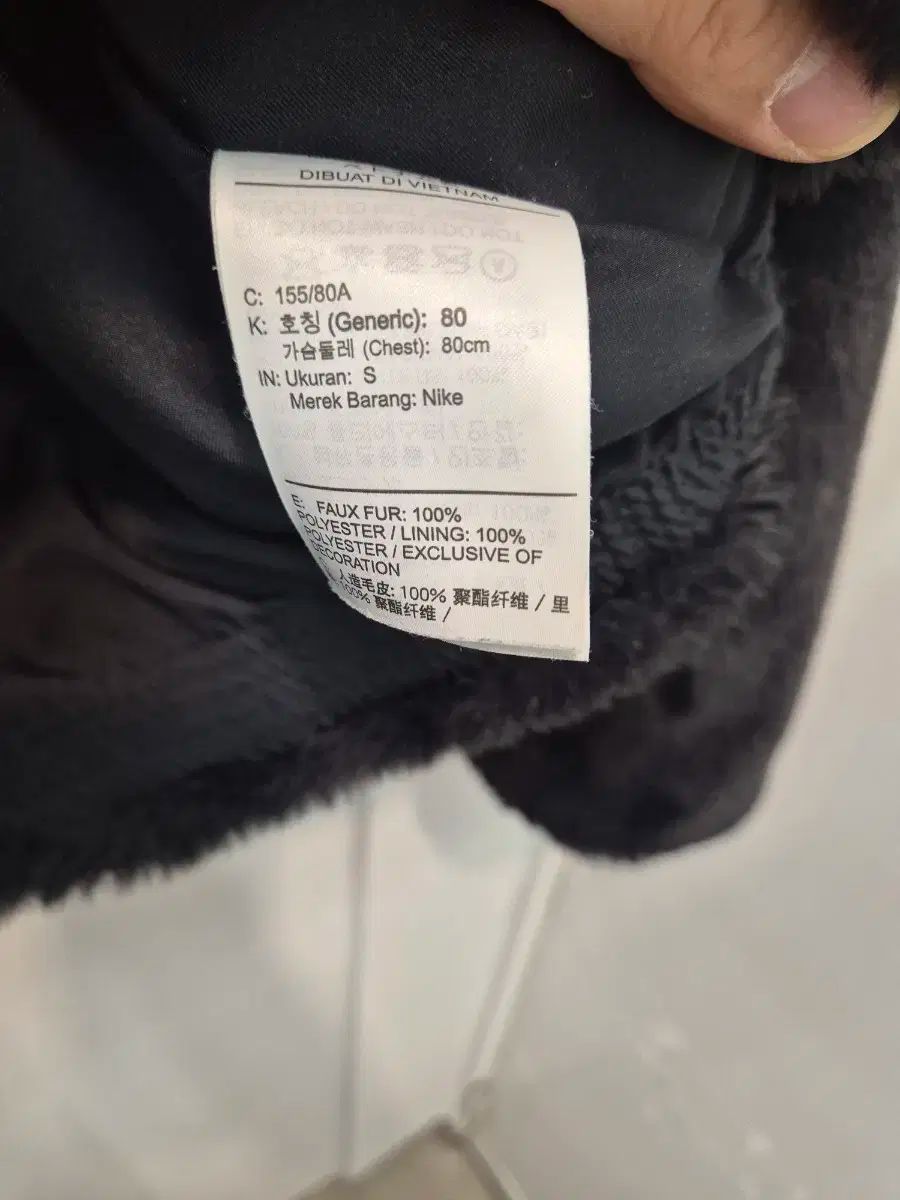 DIBUAT DI VIETNAM
C: 155/80A
K: 호칭 (Generic): 80
가슴둘레 (Chest): 80cm
IN: Ukuran: S
Merek Barang: Nike
E: FAUX FUR: 100%
POLYESTER / LINING: 100%
POLYESTER / EXCLUSIVE OF
DECORATION
人造毛皮: 100% 聚酯纤维 / 里
100% 聚酯纤维 /